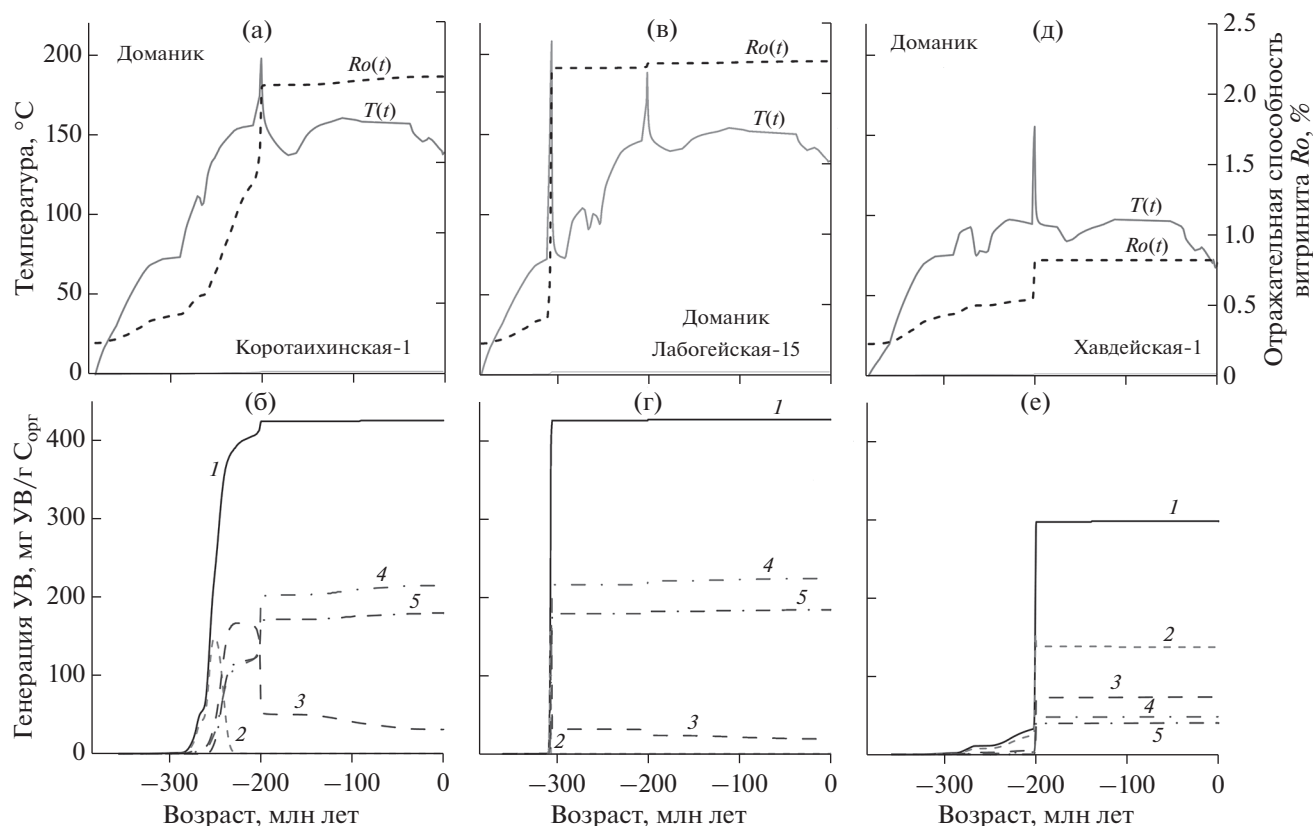 (а)
(в)
(д)
Доманик
Ro(t)
T(t)
Коротаихинская-1
Ro(t)
T(t)
Доманик
Лабогейская-15
Доманик
T(t)
Ro(t)
Хавдейская-1
Температура, °C
200
150
100
50
0
2.5
2.0
1.5
1.0
0.5
0
Отражательная способность
витринита Ro, %
(б)
(г)
(е)
Генерация УВ, мг УВ/г Cорг
400
300
200
100
0
1
2
3
4
5
1
2
3
4
5
1
2
3
4
5
−300
−200
−100
0
−300
−200
−100
0
−300
−200
−100
0
Возраст, млн лет
Возраст, млн лет
Возраст, млн лет